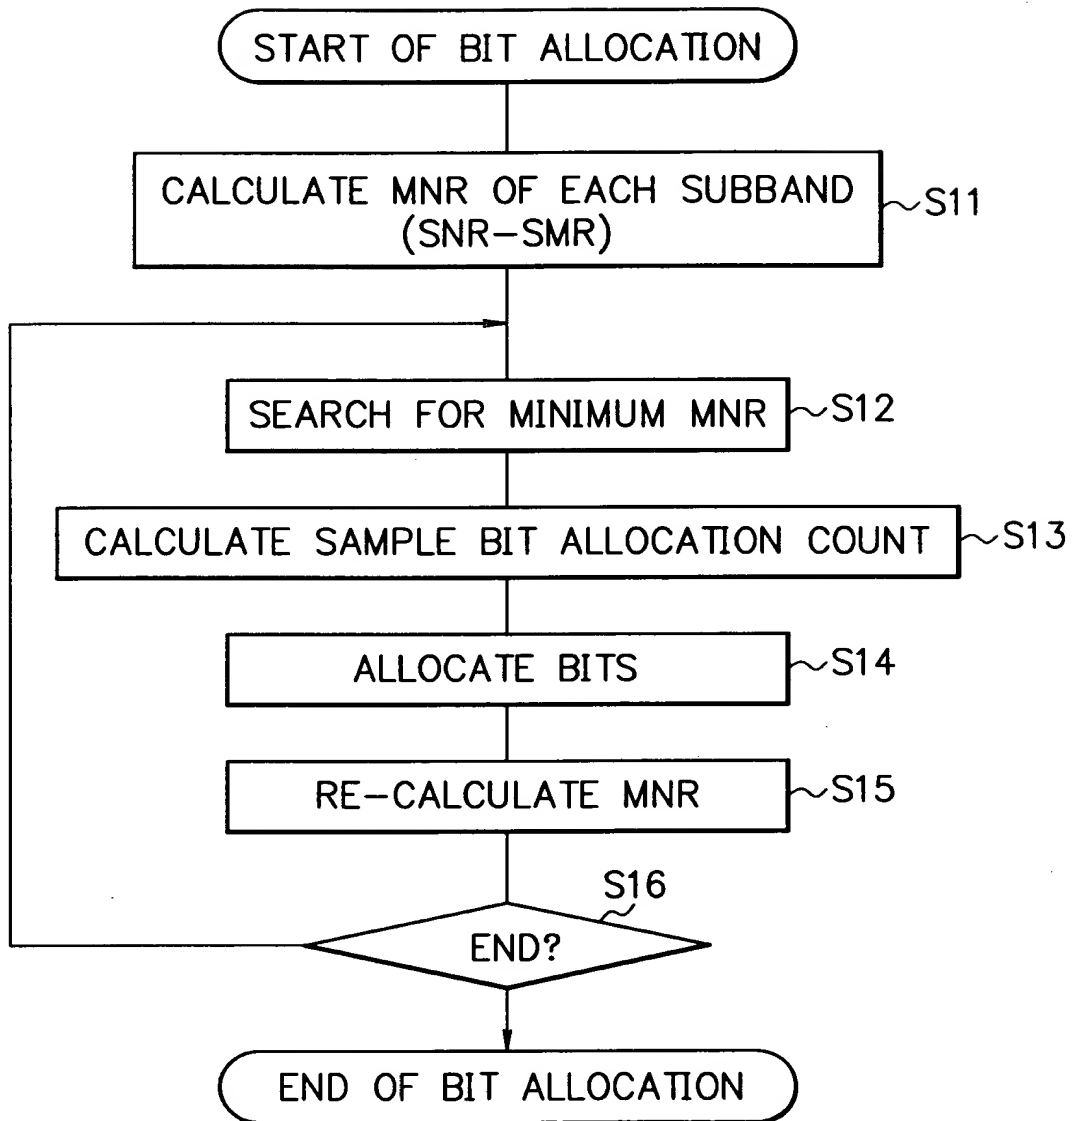 START OF BIT ALLOCATION
CALCULATE MNR OF EACH SUBBAND
(SNR-SMR)
S11
SEARCH FOR MINIMUM MNR
S12
CALCULATE SAMPLE BIT ALLOCATION COUNT
S13
ALLOCATE BITS
S14
RE-CALCULATE MNR
S15
S16
END?
END OF BIT ALLOCATION